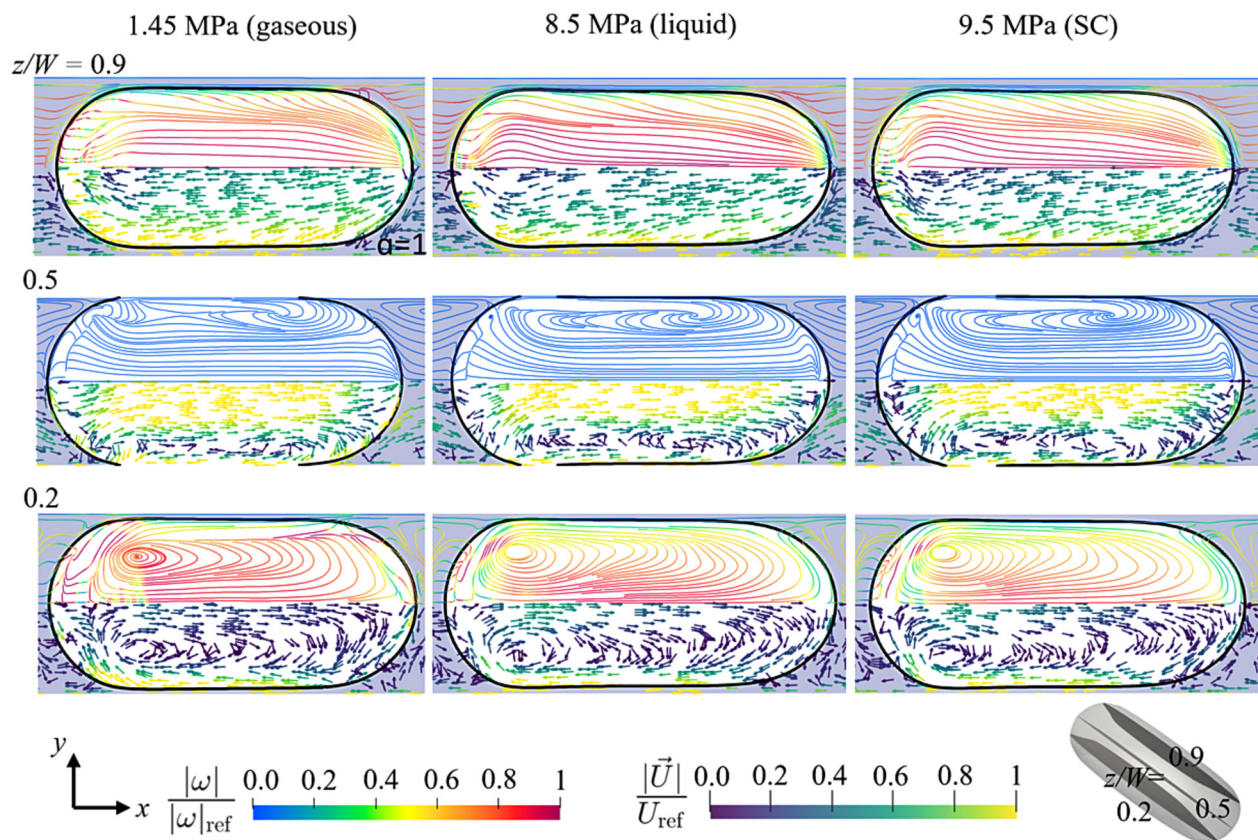 1.45 MPa (gaseous) 8.5 MPa (liquid) 9.5 MPa (SC)
z/W = 0.9
α=1
0.5
0.2
y
x
|ω| / |ω|ref 0.0 0.2 0.4 0.6 0.8 1
|U⃗| / Uref 0.0 0.2 0.4 0.6 0.8 1
0.9
z/W=
0.2 0.5